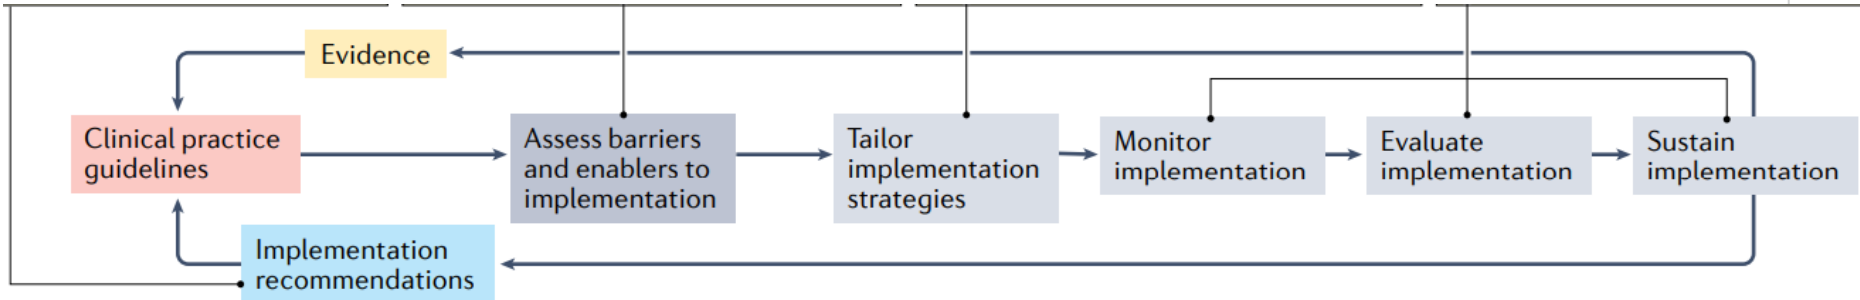 Evidence
Clinical practice
guidelines
Assess barriers
and enablers to
implementation
Tailor
implementation
strategies
Monitor
implementation
Evaluate
implementation
Sustain
implementation
Implementation
recommendations